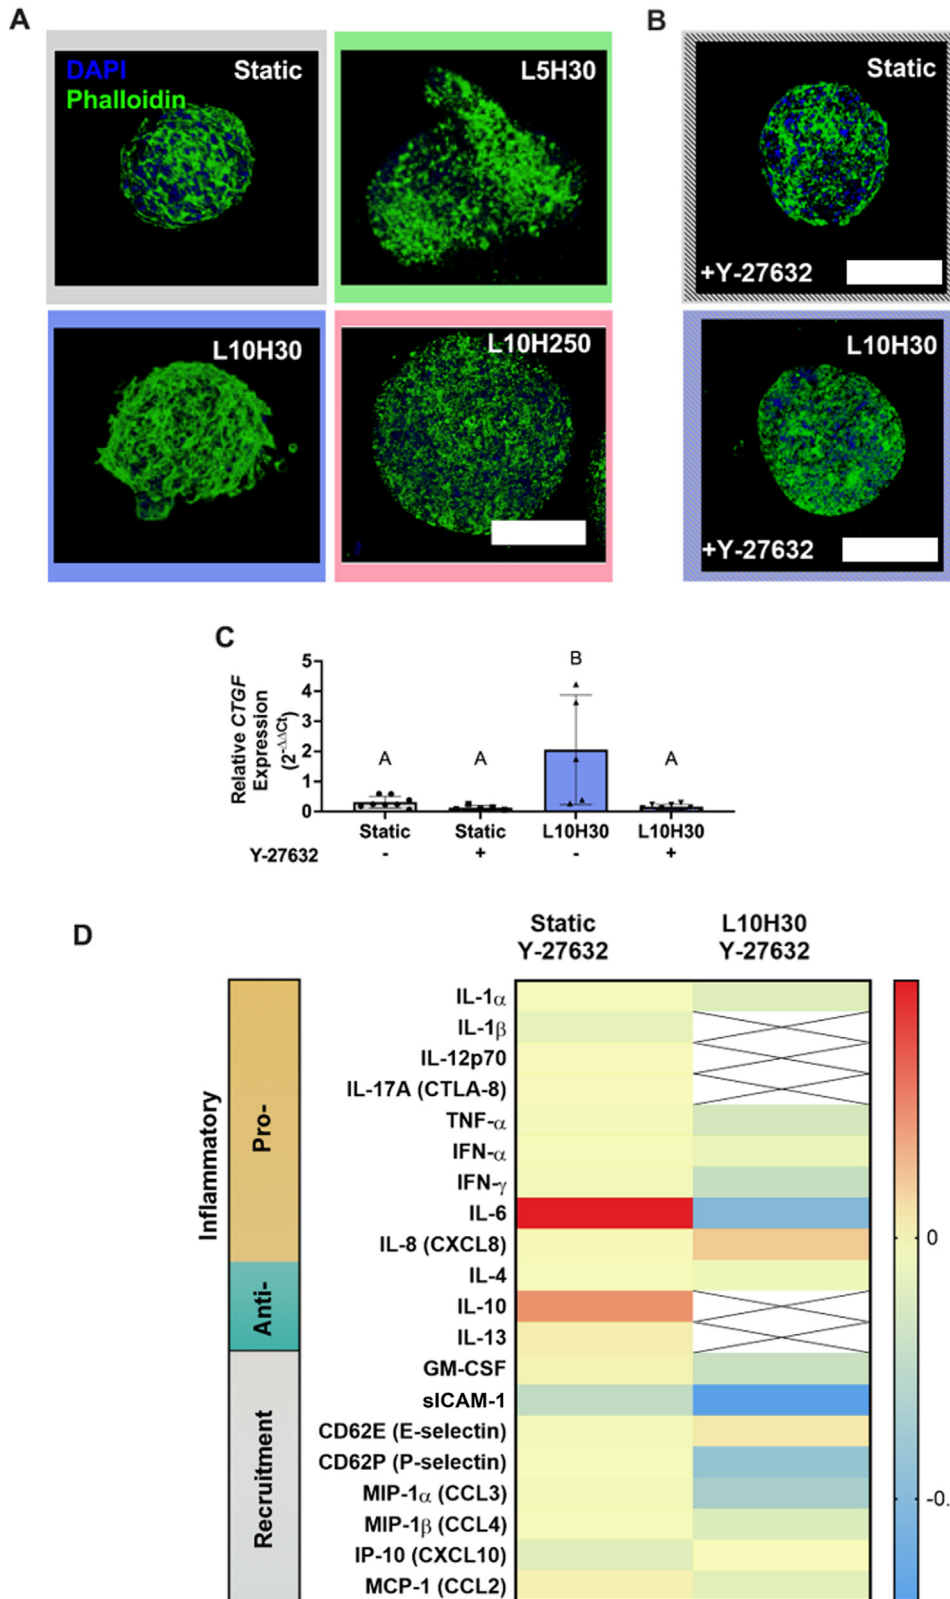 A
B
DAPI
Phalloidin
Static
L5H30
L10H30
L10H250
Static
+Y-27632
L10H30
+Y-27632
C
Relative CTGF
Expression
(2^-ΔΔCt)
5
4
3
2
1
0
A
A
B
A
Static
Static
L10H30
L10H30
Y-27632
-
+
-
+
D
Static
Y-27632
L10H30
Y-27632
Inflammatory
Pro-
Anti-
Recruitment
IL-1α
IL-1β
IL-12p70
IL-17A (CTLA-8)
TNF-α
IFN-α
IFN-γ
IL-6
IL-8 (CXCL8)
IL-4
IL-10
IL-13
GM-CSF
sICAM-1
CD62E (E-selectin)
CD62P (P-selectin)
MIP-1α (CCL3)
MIP-1β (CCL4)
IP-10 (CXCL10)
MCP-1 (CCL2)
0
-0.